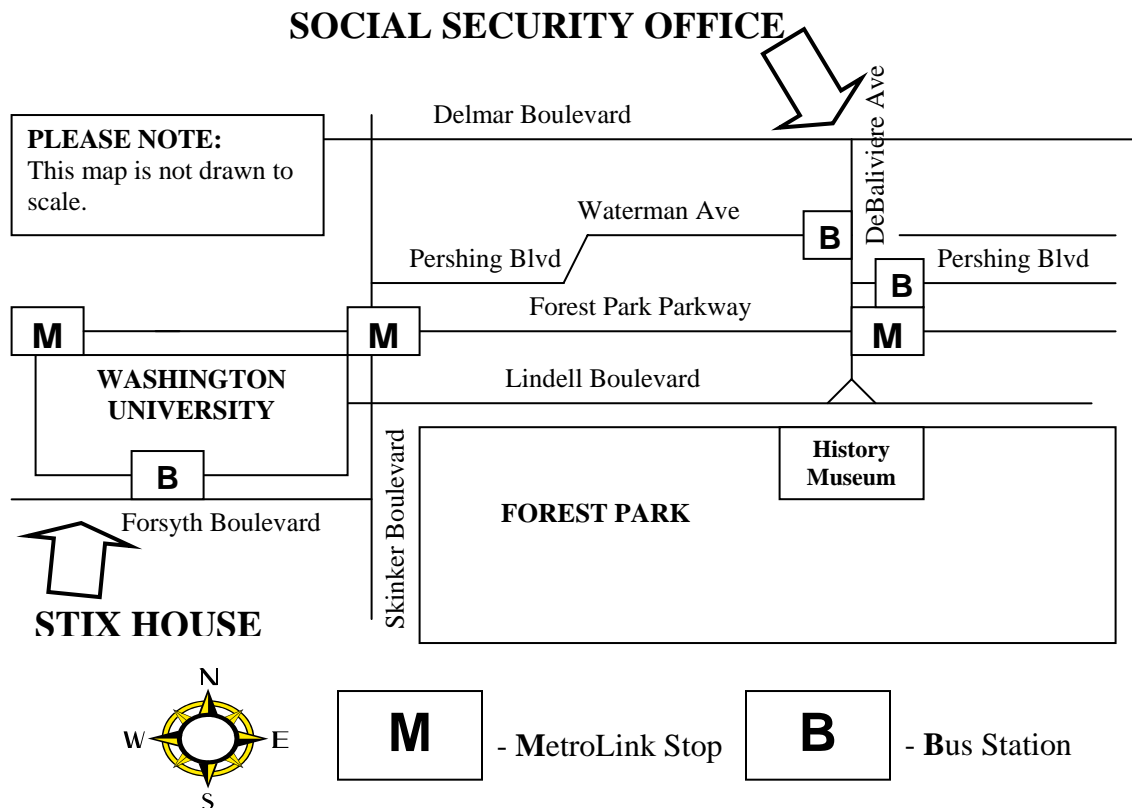 SOCIAL SECURITY OFFICE
DeBaliviere Ave
Delmar Boulevard
PLEASE NOTE:
This map is not drawn to
scale.
Waterman Ave
B
Pershing Blvd
Pershing Blvd
B
Forest Park Parkway
M
M
M
WASHINGTON
UNIVERSITY
Lindell Boulevard
History
Museum
B
Skinker Boulevard
FOREST PARK
Forsyth Boulevard
STIX HOUSE
N
W
E
S
M
- MetroLink Stop
B
- Bus Station